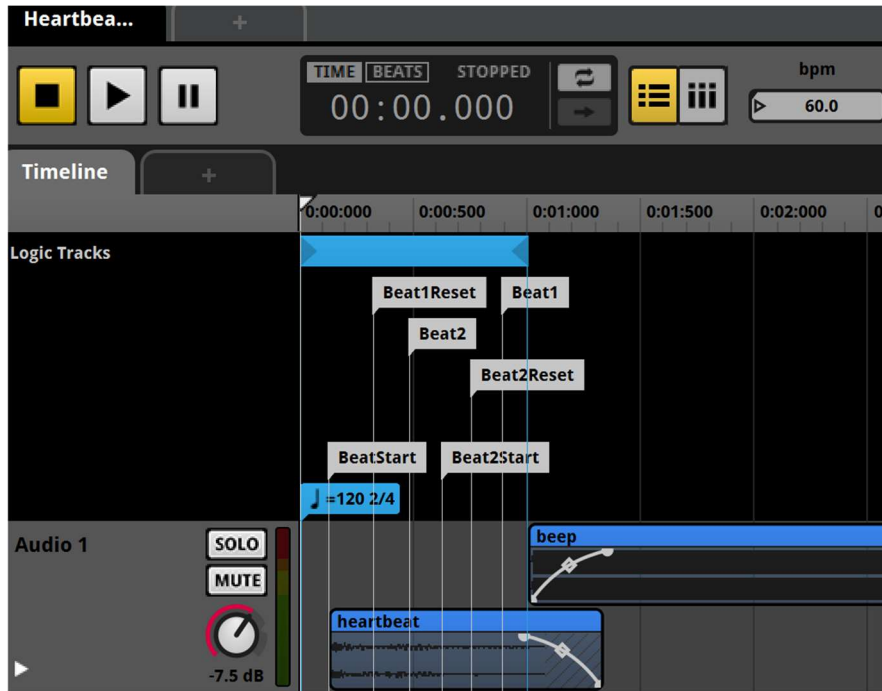 Heartbea...
+
TIME BEATS STOPPED
00:00.000
bpm
60.0
Timeline
+
0:00:000 0:00:500 0:01:000 0:01:500 0:02:000 0
Logic Tracks
Beat1Reset Beat1
Beat2
Beat2Reset
BeatStart Beat2Start
♩=120 2/4
Audio 1 SOLO
MUTE
-7.5 dB
beep
heartbeat